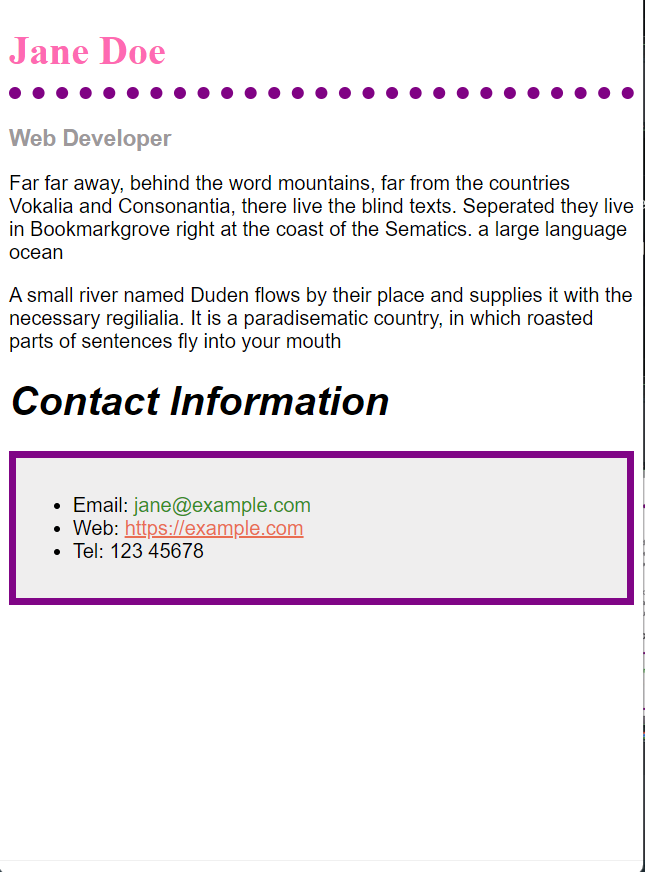 Jane Doe
Web Developer
Far far away, behind the word mountains, far from the countries
Vokalia and Consonantia, there live the blind texts. Seperated they live
in Bookmarkgrove right at the coast of the Sematics. a large language
ocean
A small river named Duden flows by their place and supplies it with the
necessary regilialia. It is a paradisematic country, in which roasted
parts of sentences fly into your mouth
Contact Information
Email: jane@example.com
Web: https://example.com
Tel: 123 45678